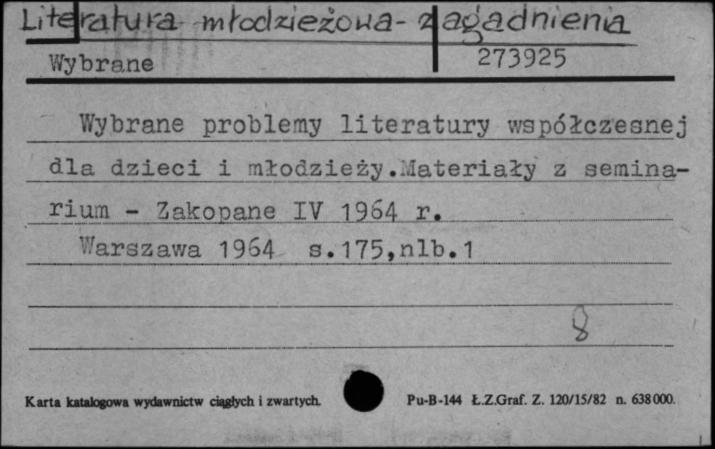 Literatura młodzieżowa - zagadnienia
Wybrane 273925
Wybrane problemy literatury współczesnej
dla dzieci i młodzieży.Materiały z semina-
rium - Zakopane IV 1964 r.
Warszawa 1964 s.175,nlb.1
8
Karta katalogowa wydawnictw ciągłych i zwartych. Pu-B-144 Ł.Z.Graf. Z. 120/15/82 n. 638000.